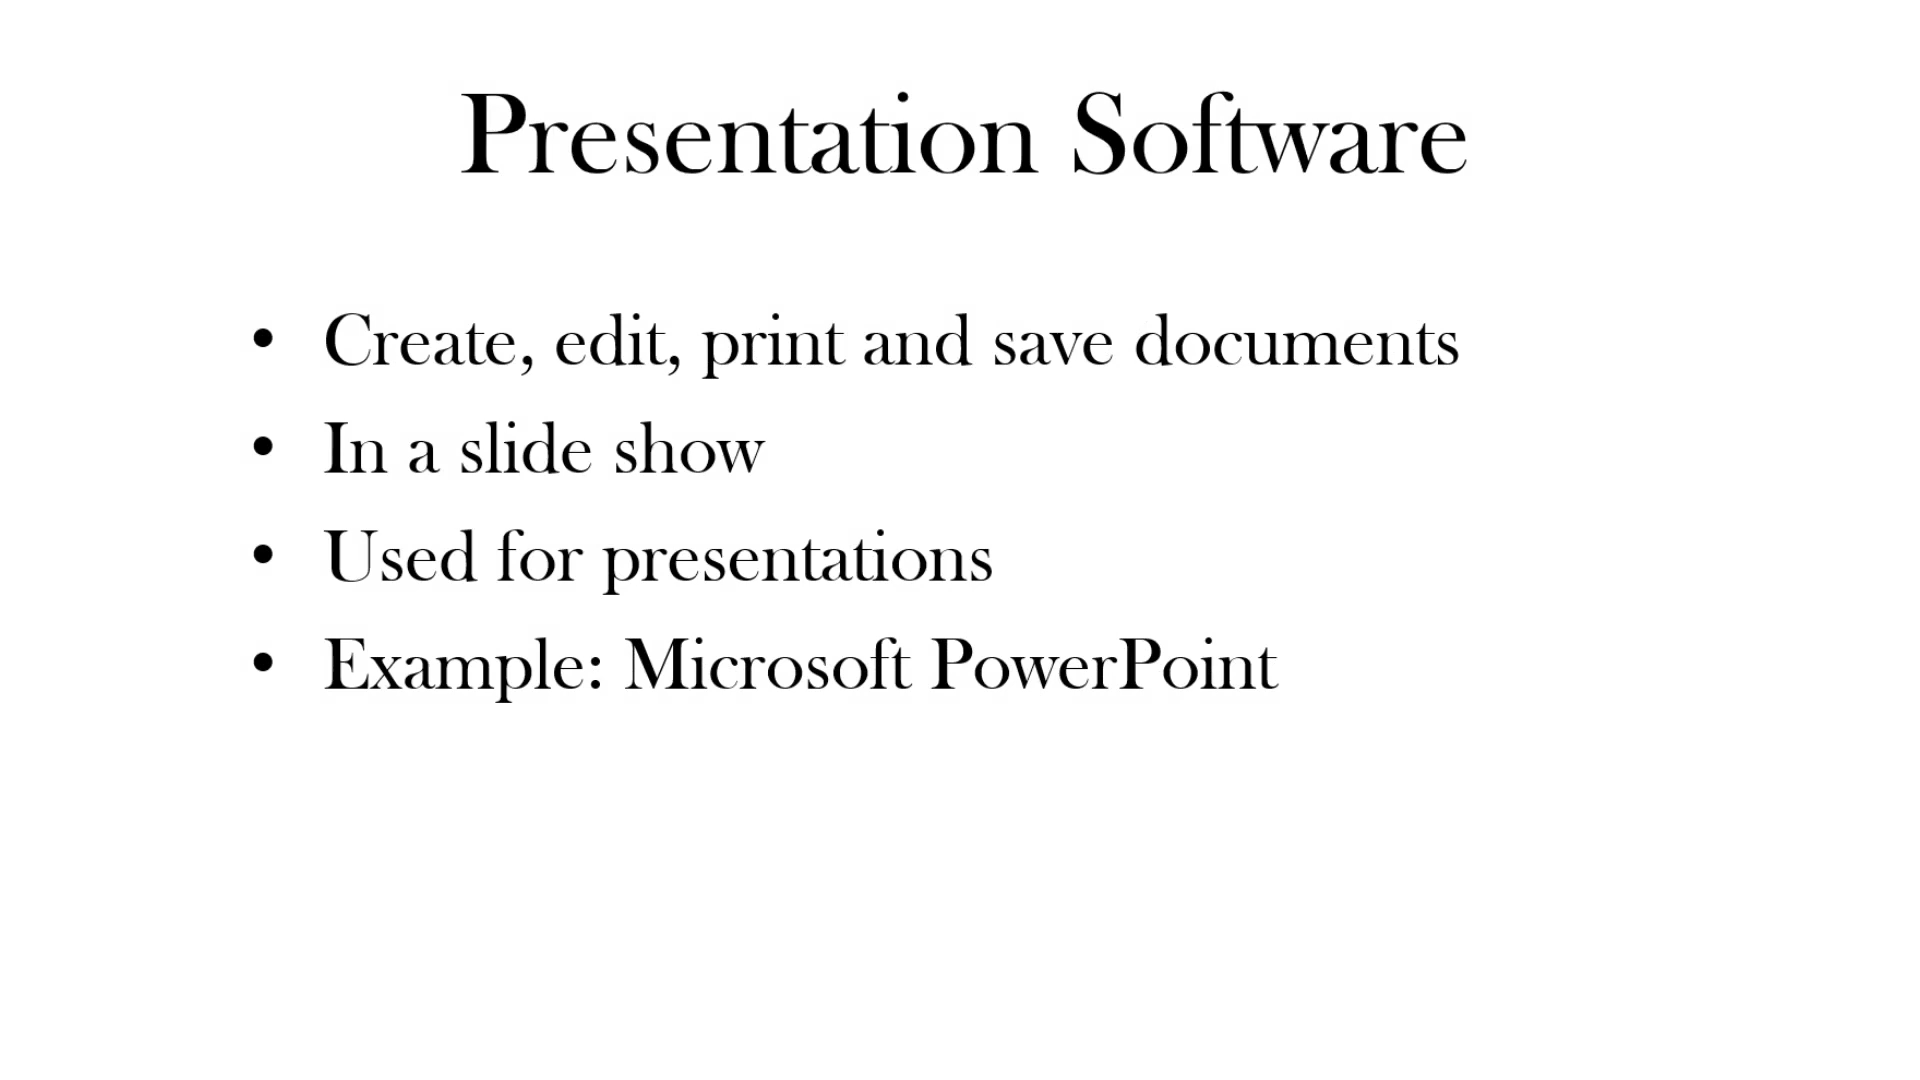 Presentation Software
• Create, edit, print and save documents
• In a slide show
• Used for presentations
• Example: Microsoft PowerPoint